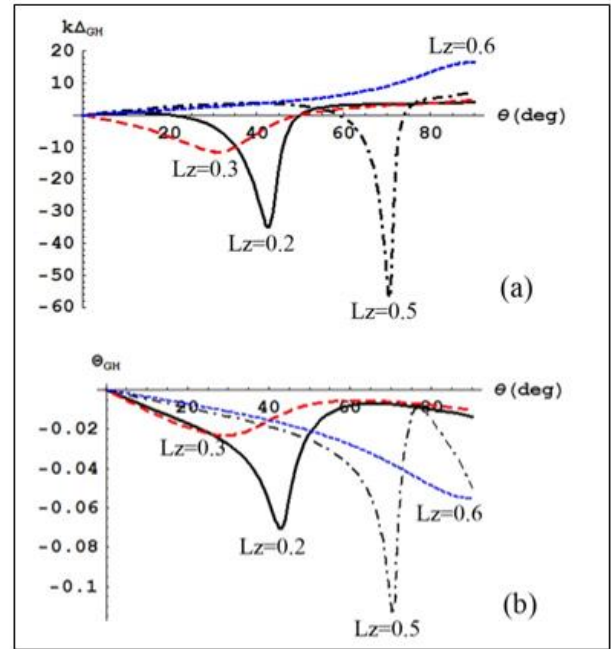 kΔGH
20
10
-10
-20
-30
-40
-50
-60
20 40 60 80
θ(deg)
Lz=0.6
Lz=0.3
Lz=0.2
Lz=0.5
(a)
ΘGH
-0.02
-0.04
-0.06
-0.08
-0.1
20 40 60 80
θ(deg)
Lz=0.3
Lz=0.2
Lz=0.6
Lz=0.5
(b)